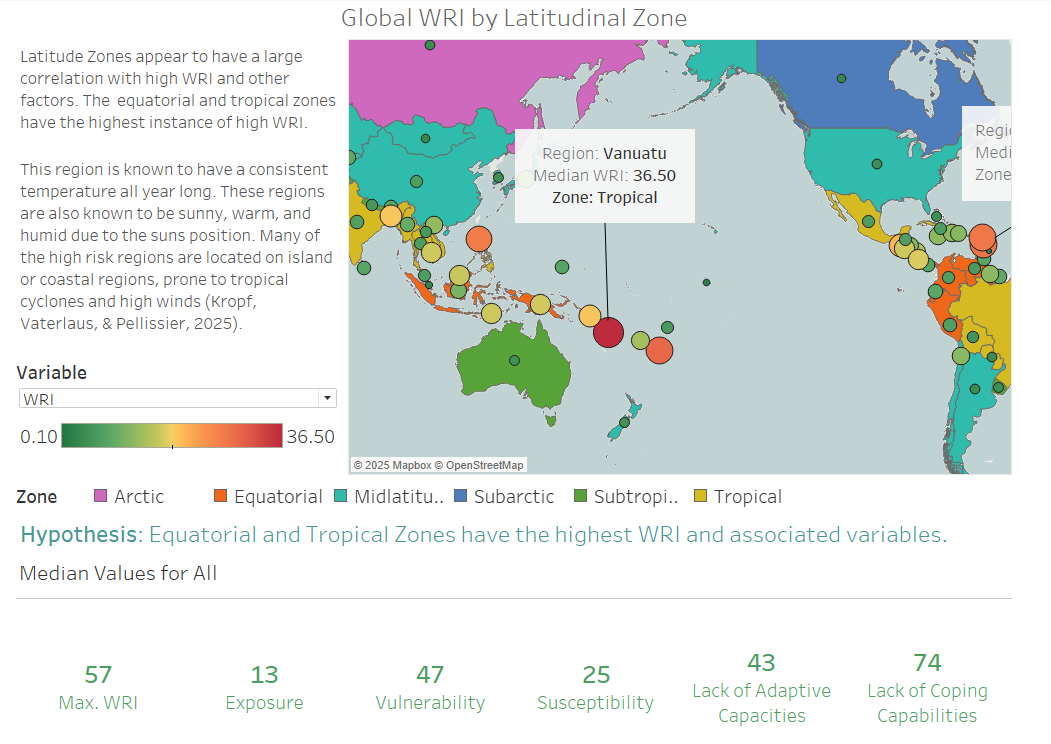 Global WRI by Latitudinal Zone
Latitude Zones appear to have a large
correlation with high WRI and other
factors. The equatorial and tropical zones
have the highest instance of high WRI.
This region is known to have a consistent
temperature all year long. These regions
are also known to be sunny, warm, and
humid due to the suns position. Many of
the high risk regions are located on island
or coastal regions, prone to tropical
cyclones and high winds (Kropf,
Vaterlaus, & Pellissier, 2025).
Variable
WRI
0.10
36.50
Region: Vanuatu
Median WRI: 36.50
Zone: Tropical
Regi
Medi
Zone
© 2025 Mapbox © OpenStreetMap
Zone
Arctic
Equatorial
Midlatitu..
Subarctic
Subtropi..
Tropical
Hypothesis: Equatorial and Tropical Zones have the highest WRI and associated variables.
Median Values for All
57
Max. WRI
13
Exposure
47
Vulnerability
25
Susceptibility
43
Lack of Adaptive
Capacities
74
Lack of Coping
Capabilities